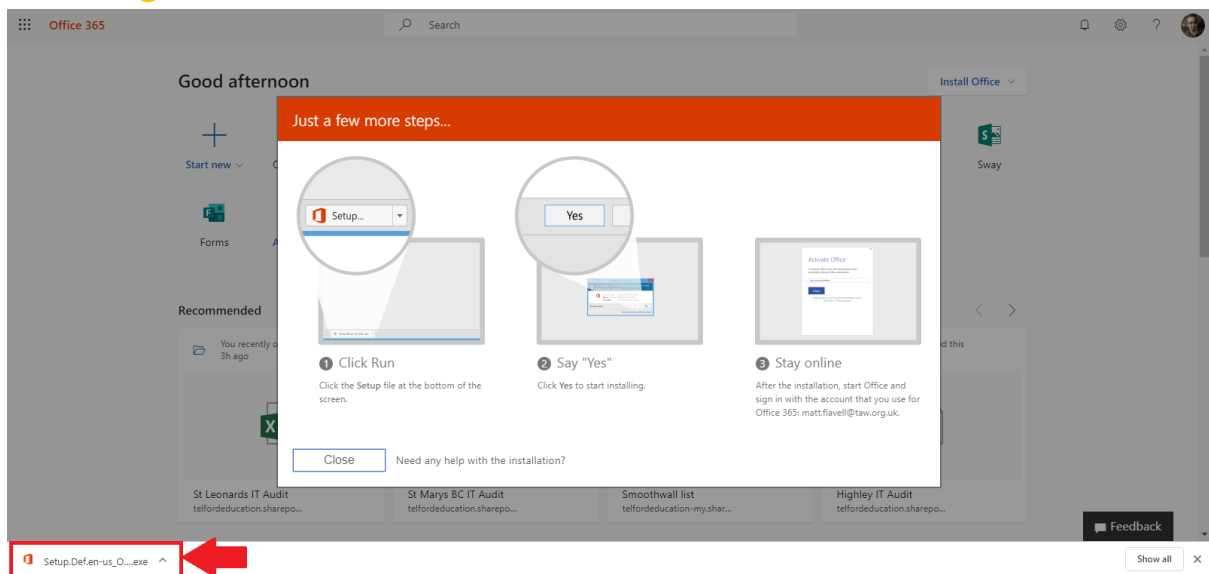 Office 365
Search
?
Good afternoon
Install Office
Just a few more steps...
Start new
Sway
Setup...
Yes
Forms
Activate Office
Recommended
You recently
3h ago
ed this
1 Click Run
2 Say "Yes"
3 Stay online
Click the Setup file at the bottom of the
screen.
Click Yes to start installing.
After the installation, start Office and
sign in with the account that you use for
Office 365: matt.flavell@taw.org.uk.
Close
Need any help with the installation?
St Leonards IT Audit
telfordeducation.sharepo...
St Marys BC IT Audit
telfordeducation.sharepo...
Smoothwall list
telfordeducation-my.shar...
Highley IT Audit
telfordeducation.sharepo...
Feedback
Setup.Def.en-us_O....exe
Show all